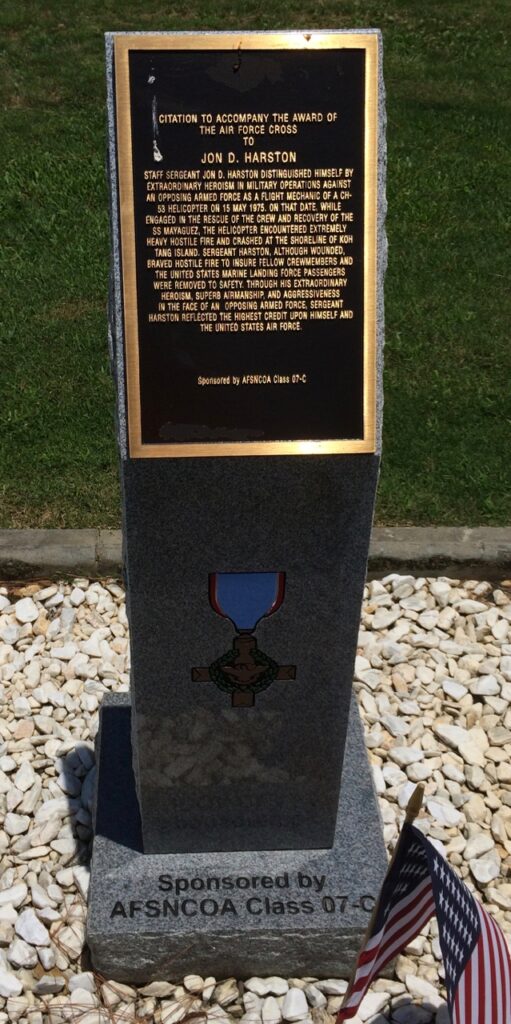 CITATION TO ACCOMPANY THE AWARD OF
THE AIR FORCE CROSS
TO
JON D. HARSTON
STAFF SERGEANT JON D. HARSTON DISTINGUISHED HIMSELF BY
EXTRAORDINARY HEROISM IN MILITARY OPERATIONS AGAINST
AN OPPOSING ARMED FORCE AS A FLIGHT MECHANIC OF A CH-
53 HELICOPTER ON 15 MAY 1975. ON THAT DATE, WHILE
ENGAGED IN THE RESCUE OF THE CREW AND RECOVERY OF THE
SS MAYAGUEZ, THE HELICOPTER ENCOUNTERED EXTREMELY
HEAVY HOSTILE FIRE AND CRASHED AT THE SHORELINE OF KOH
TANG ISLAND. SERGEANT HARSTON, ALTHOUGH WOUNDED,
BRAVED HOSTILE FIRE TO INSURE FELLOW CREWMEMBERS AND
THE UNITED STATES MARINE LANDING FORCE PASSENGERS
WERE REMOVED TO SAFETY. THROUGH HIS EXTRAORDINARY
HEROISM, SUPERB AIRMANSHIP, AND AGGRESSIVENESS
IN THE FACE OF AN OPPOSING ARMED FORCE, SERGEANT
HARSTON REFLECTED THE HIGHEST CREDIT UPON HIMSELF AND
THE UNITED STATES AIR FORCE.
Sponsored by AFSNCOA Class 07-C
Sponsored by
AFSNCOA Class 07-C